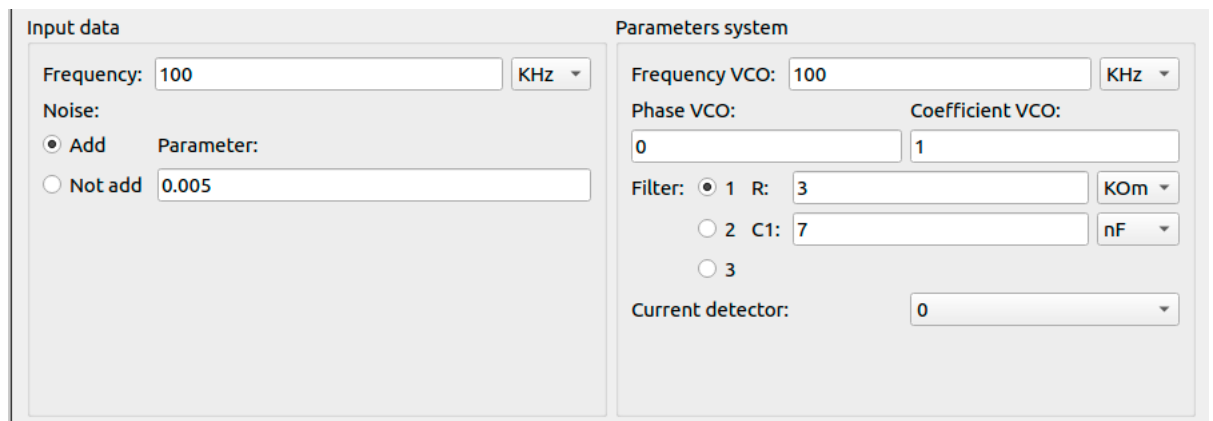 Input data
Frequency: 100 KHz
Noise:
Add Parameter:
Not add 0.005
Parameters system
Frequency VCO: 100 KHz
Phase VCO: Coefficient VCO:
0 1
Filter: 1 R: 3 KOm
2 C1: 7 nF
3
Current detector: 0